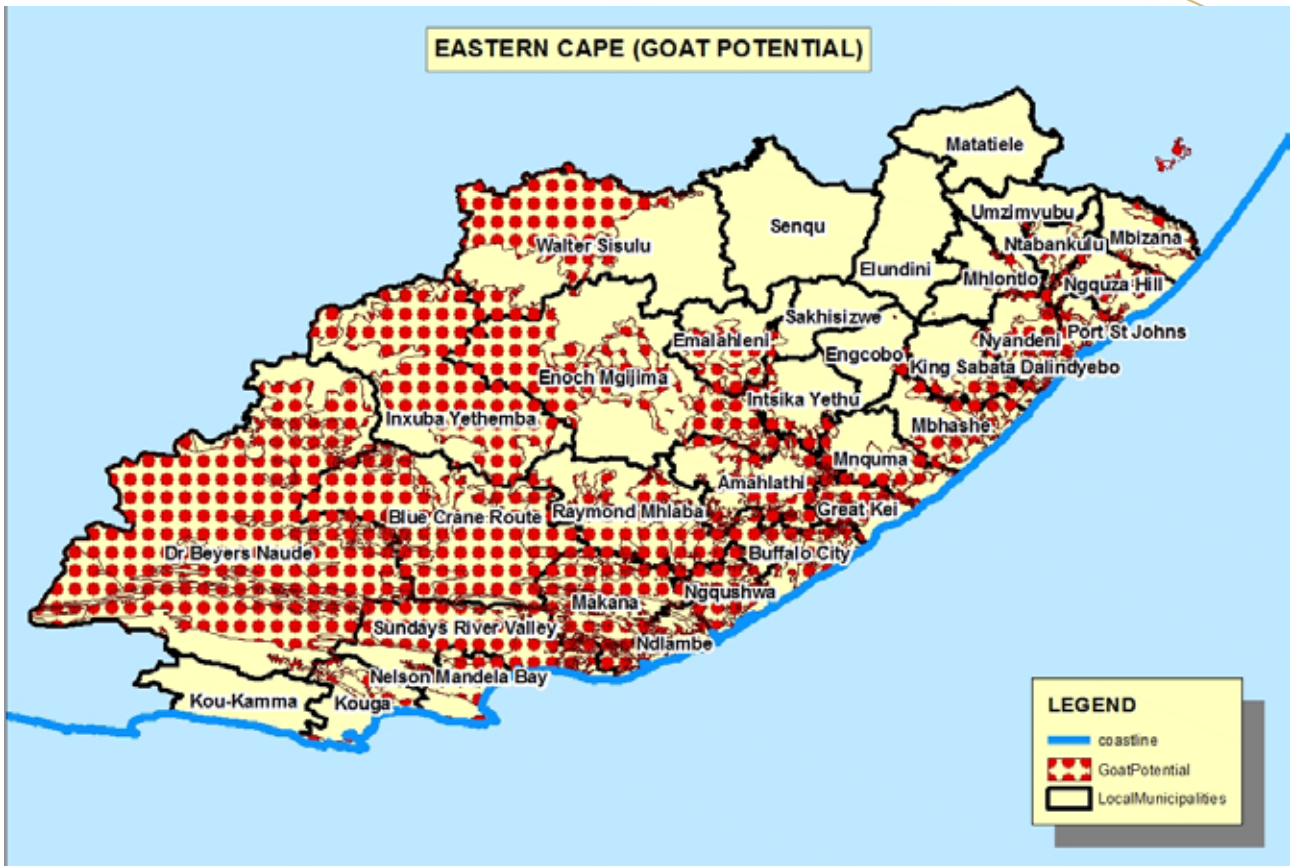 EASTERN CAPE (GOAT POTENTIAL)
Matatiele
Umzimvubu
Senqu
Mbizana
Walter Sisulu
Ntabankulu
Elundini
Mhlontlo
Ngquza Hill
Sakhisizwe
Port St Johns
Emalahleni
Nyandeni
Engcobo
King Sabata Dalindyebo
Enoch Mgijima
Intsika Yethu
Inxuba Yethemba
Mbhashe
Mnquma
Amahlathi
Blue Crane Route
Raymond Mhlaba
Great Kei
Dr Beyers Naude
Buffalo City
Ngqushwa
Makana
Sundays River Valley
Ndlambe
Nelson Mandela Bay
Kou-Kamma
Kouga
LEGEND
coastline
GoatPotential
LocalMunicipalities